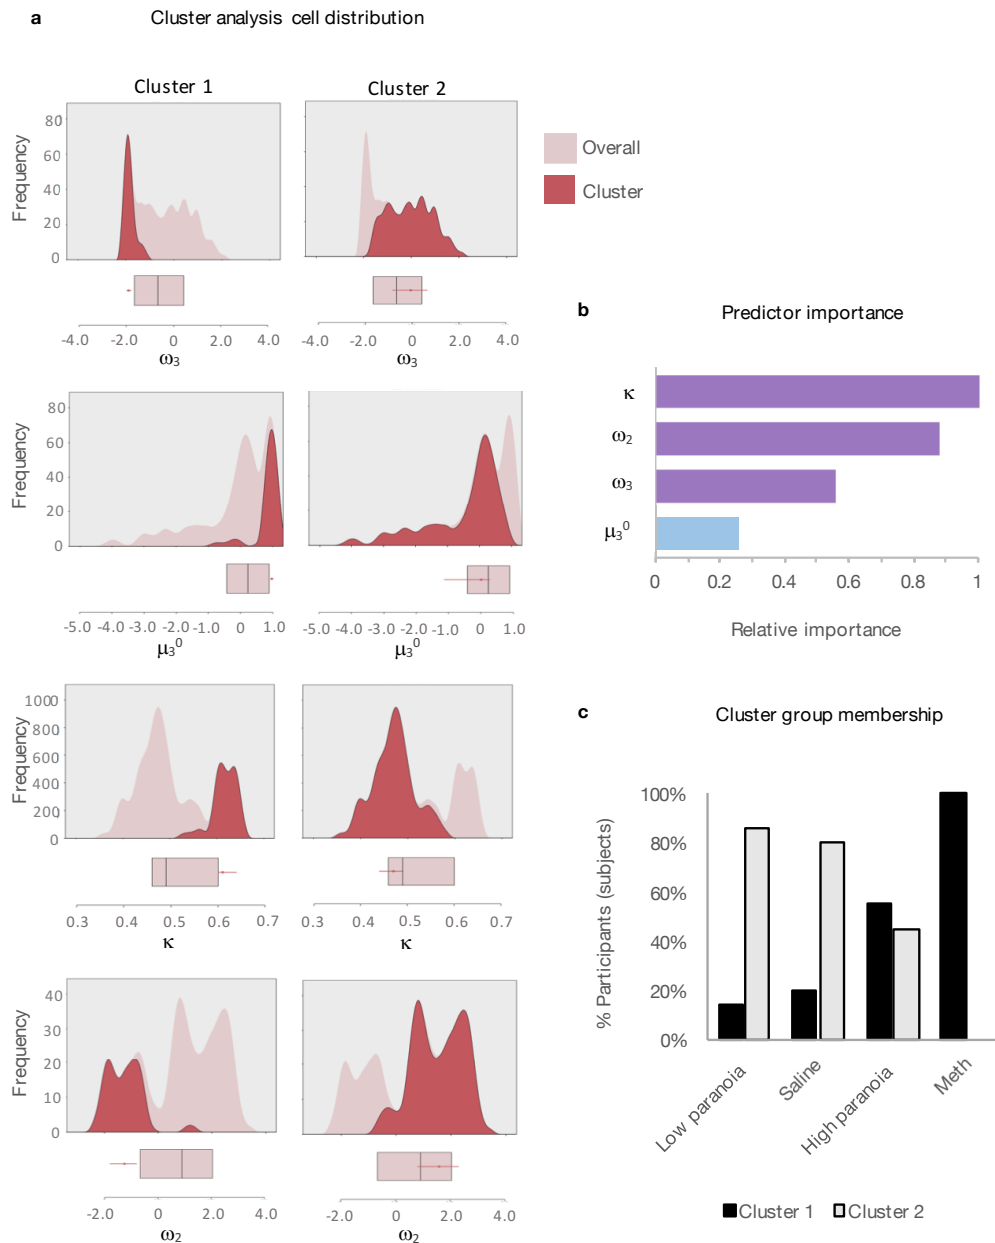 a Cluster analysis cell distribution
Cluster 1
Cluster 2
Overall
Cluster
Frequency
80
60
40
20
0
-4.0 -2.0 0 2.0 4.0
ω3
-4.0 -2.0 0 2.0 4.0
ω3
Frequency
80
60
40
20
0
-5.0 -4.0 -3.0 -2.0 -1.0 0 1.0
μ3⁰
-5.0 -4.0 -3.0 -2.0 -1.0 0 1.0
μ3⁰
Frequency
1000
800
600
400
200
0
0.3 0.4 0.5 0.6 0.7
κ
0.3 0.4 0.5 0.6 0.7
κ
Frequency
40
30
20
10
0
-2.0 0 2.0 4.0
ω2
-2.0 0 2.0 4.0
ω2
b Predictor importance
κ
ω2
ω3
μ3⁰
0 0.2 0.4 0.6 0.8 1
Relative importance
c Cluster group membership
% Participants (subjects)
100%
80%
60%
40%
20%
0%
Low paranoia
Saline
High paranoia
Meth
Cluster 1 Cluster 2